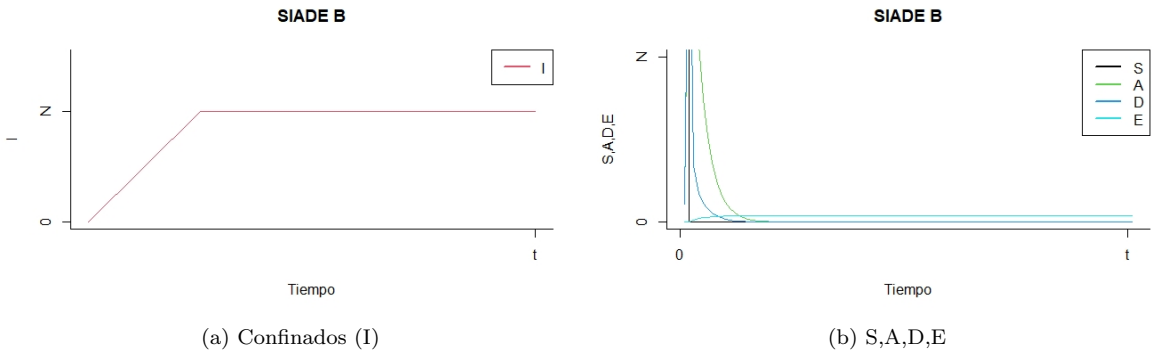 SIADE B
I
N
0
I
t
Tiempo
(a) Confinados (I)
SIADE B
S
A
D
E
N
0
S,A,D,E
0
t
Tiempo
(b) S,A,D,E